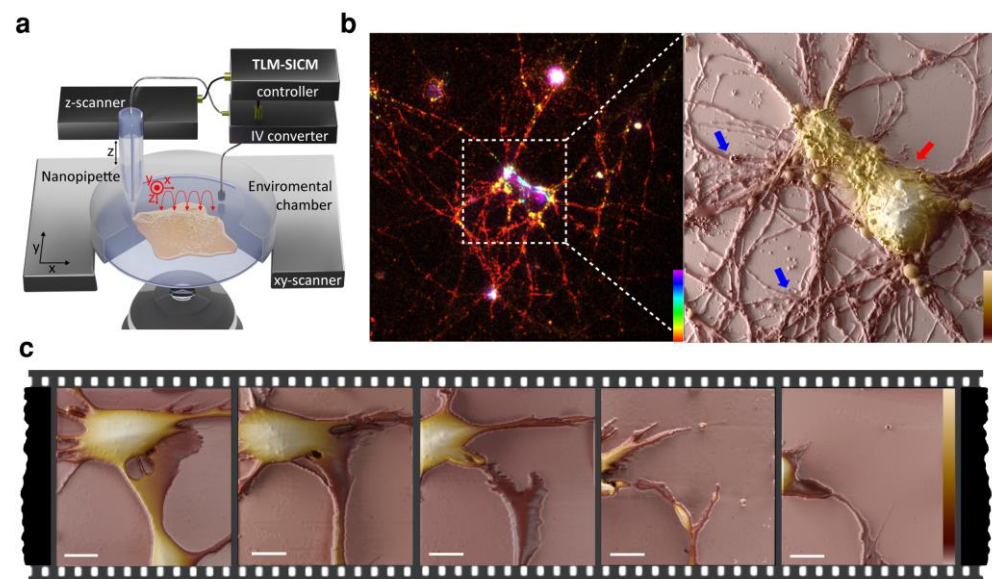 a
TLM-SICM
controller
z-scanner
IV converter
z
Nanopipette
y
x
z
Enviromental
chamber
y
x
xy-scanner
b
c